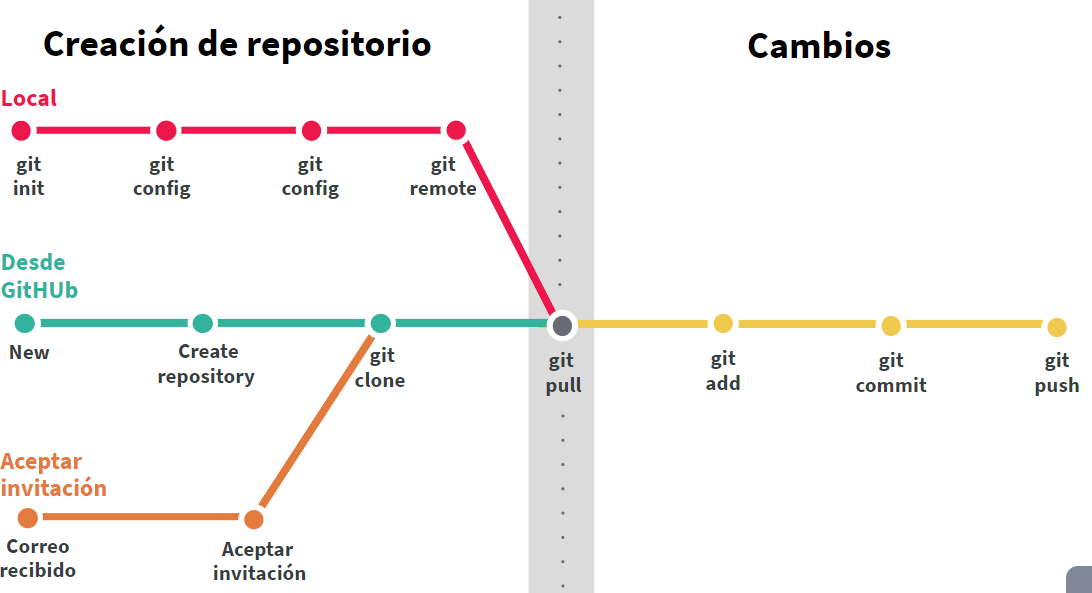 Creación de repositorio
Cambios
Local
git
init
git
config
git
config
git
remote
Desde
GitHUb
New
Create
repository
git
clone
git
pull
git
add
git
commit
git
push
Aceptar
invitación
Correo
recibido
Aceptar
invitación